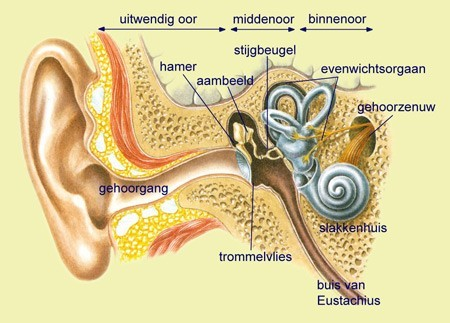 uitwendig oor
middenoor
binnenoor
stijgbeugel
hamer
aambeeld
evenwichtsorgaan
gehoorzenuw
gehoorgang
slakkenhuis
trommelvlies
buis van
Eustachius